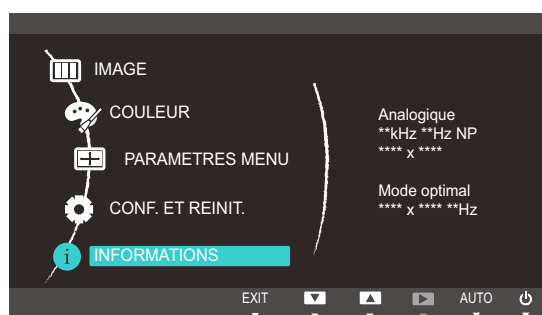 IMAGE
COULEUR
PARAMETRES MENU
CONF. ET REINIT.
i INFORMATIONS
Analogique
**kHz **Hz NP
**** x ****
Mode optimal
**** x **** **Hz
EXIT AUTO